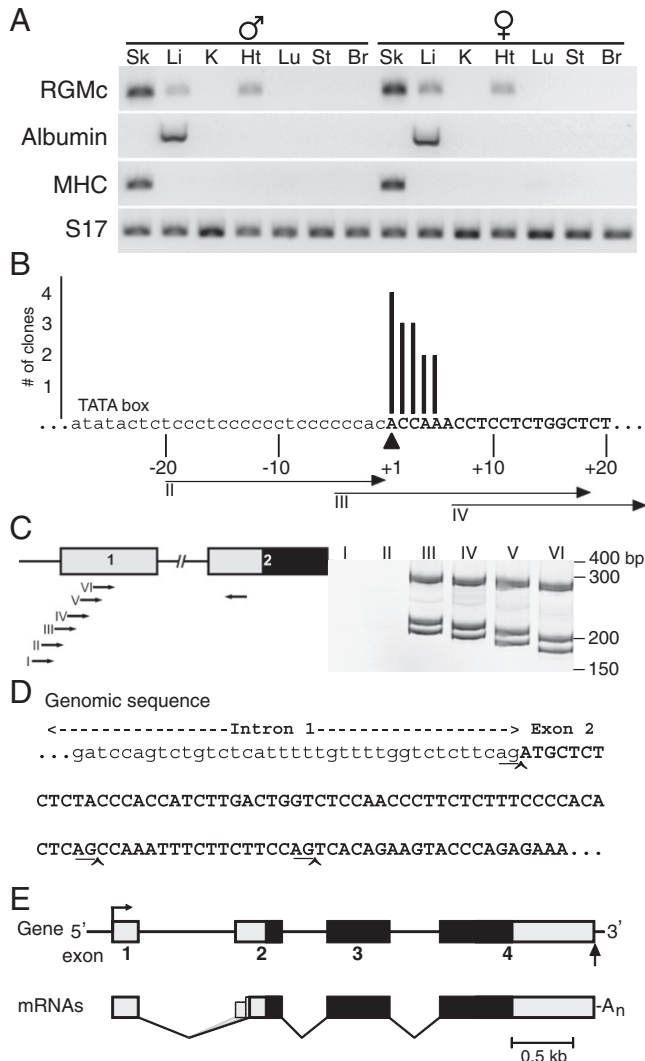 A
♂ ♀
Sk Li K Ht Lu St Br Sk Li K Ht Lu St Br
RGMc
Albumin
MHC
S17
B
# of clones
4
3
2
1
TATA box
...atatactctccctcccccctccccccacACCAAACCTCCTCTGGCTCT...
-20 -10 +1 +10 +20
II
III
IV
C
1 // 2
VI
V
IV
III
II
I
I II III IV V VI
400 bp
300
200
150
D
Genomic sequence
<----------------Intron 1------------------> Exon 2
...gatccagtctgtctcatttttgttttggtctcttcagATGCTCT
CTCTACCCACCATCTTGACTGGTCTCCAACCCTTCTCTTTCCCCACA
CTCAGCCAAATTTCTTCTTCCAGTCACAGAAGTACCCAGAGAAA...
E
Gene 5’ 3’
exon 1 2 3 4
mRNAs -An
0.5 kb